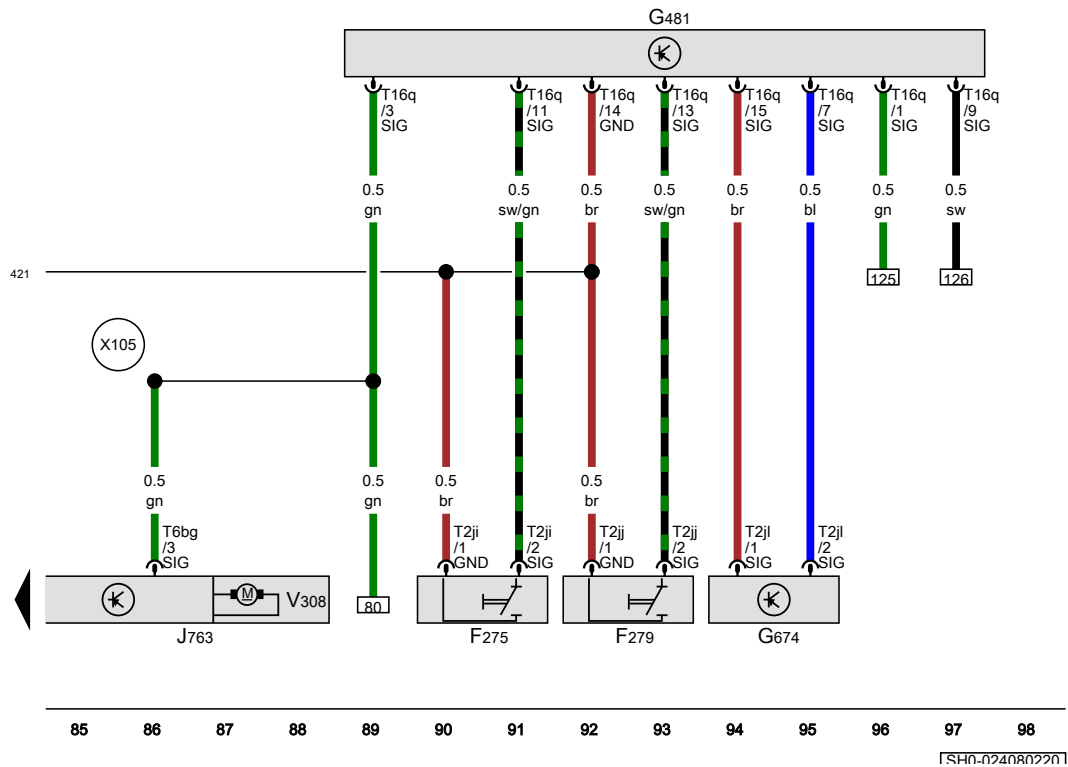 G481
T16q T16q T16q T16q T16q T16q T16q T16q
/3 /11 /14 /13 /15 /7 /1 /9
SIG SIG GND SIG SIG SIG SIG SIG
0.5 0.5 0.5 0.5 0.5 0.5 0.5 0.5
gn sw/gn br sw/gn br bl gn sw
421
125 126
X105
0.5 0.5 0.5 0.5
gn gn br br
T6bg T2ji T2ji T2jj T2jj T2jl T2jl
/3 /1 /2 /1 /2 /1 /2
SIG GND SIG GND SIG SIG SIG
M V308 80
J763 F275 F279 G674
85 86 87 88 89 90 91 92 93 94 95 96 97 98
SH0-024080220